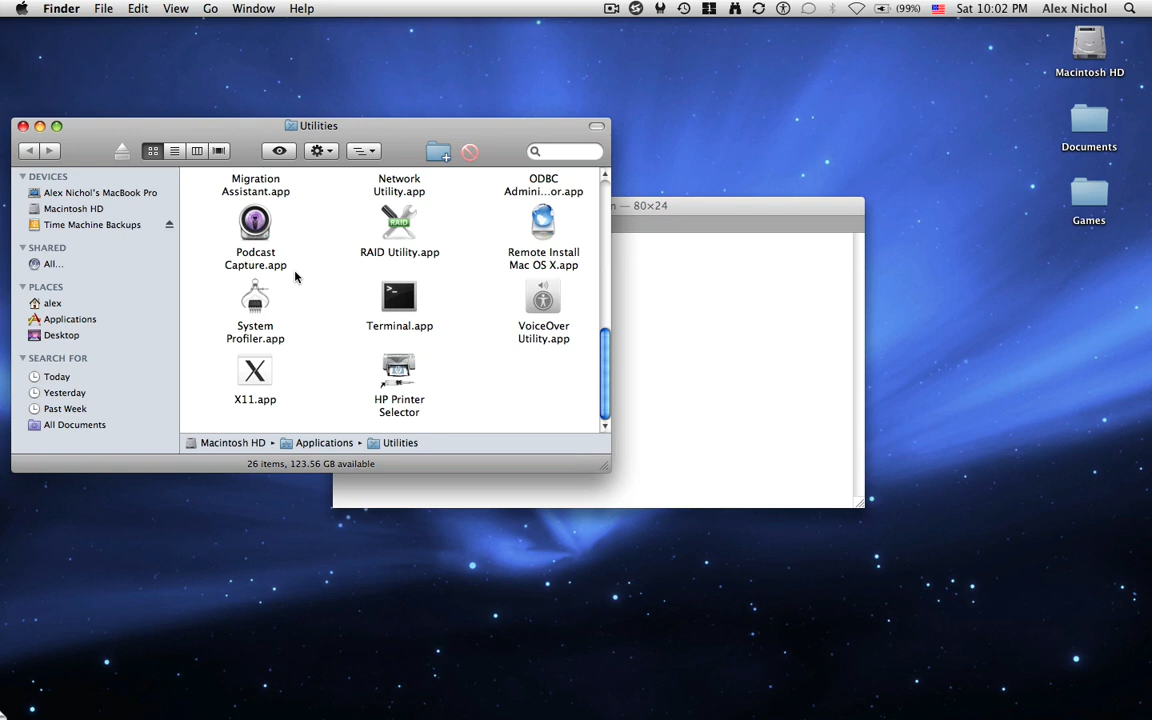 Finder File Edit View Go Window Help (99%) Sat 10:02 PM Alex Nichol
Macintosh HD
Documents
Games
Utilities
DEVICES
Alex Nichol's MacBook Pro
Macintosh HD
Time Machine Backups
SHARED
All...
PLACES
alex
Applications
Desktop
SEARCH FOR
Today
Yesterday
Past Week
All Documents
Migration
Assistant.app
Network
Utility.app
ODBC
Admini...or.app
Podcast
Capture.app
RAID
RAID Utility.app
Remote Install
Mac OS X.app
System
Profiler.app
>_
Terminal.app
VoiceOver
Utility.app
X
X11.app
HP Printer
Selector
Macintosh HD ▸ Applications ▸ Utilities
26 items, 123.56 GB available
— 80×24